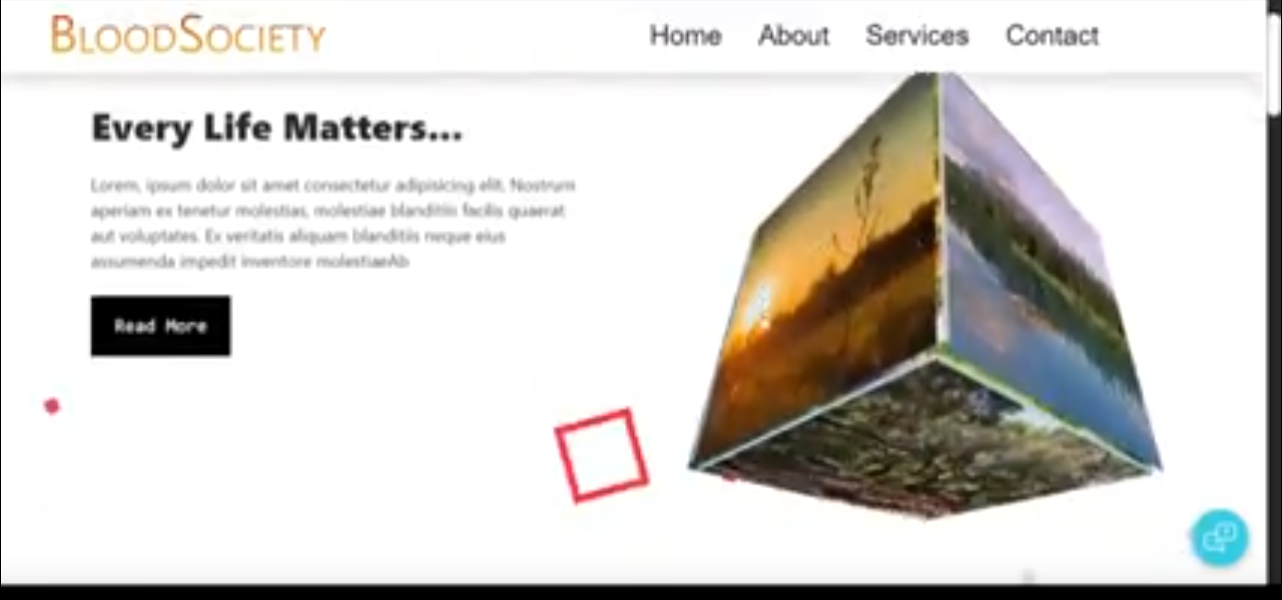 BLOODSOCIETY
Home About Services Contact
Every Life Matters...
Lorem, ipsum dolor sit amet consectetur adipisicing elit. Nostrum
aperiam ex tenetur molestias, molestiae blanditiis facilis quaerat
aut voluptates. Ex veritatis aliquam blanditiis neque eius
assumenda impedit inventore molestiaeAb
Read More